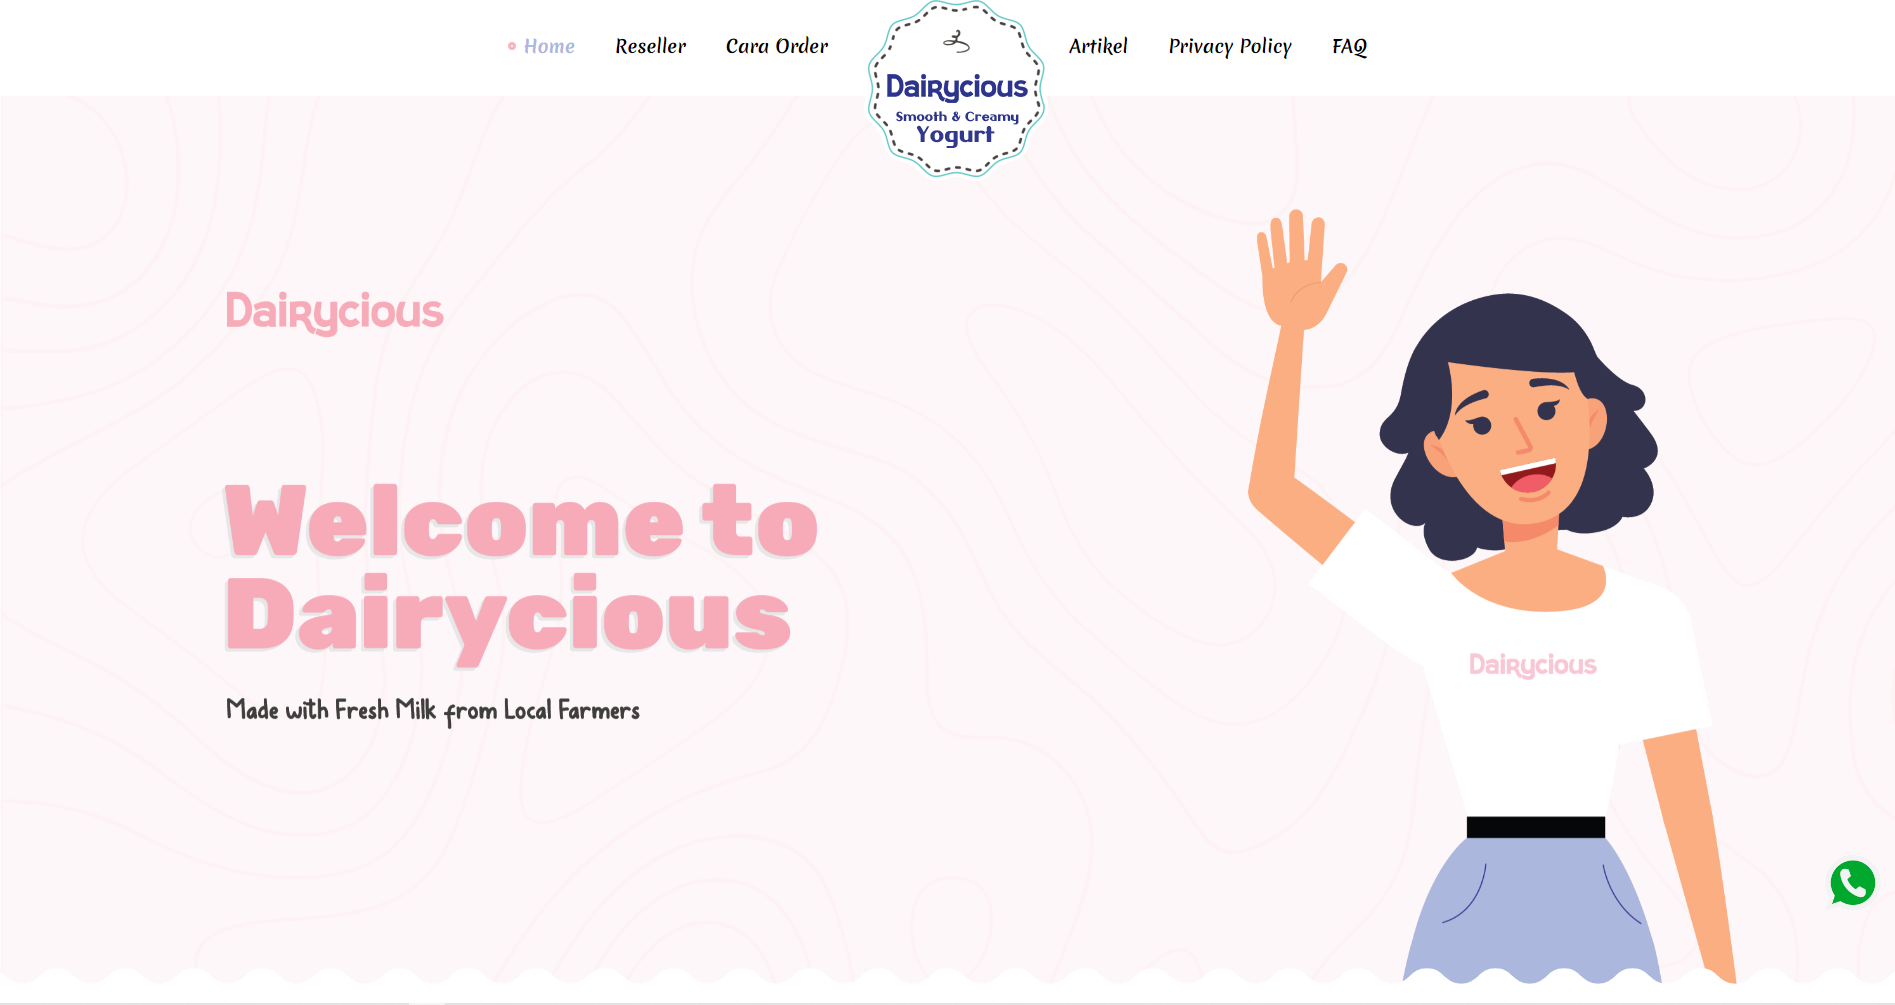 Home
Reseller
Cara Order
Dairycious
Smooth & Creamy
Yogurt
Artikel
Privacy Policy
FAQ
Dairycious
Welcome to
Dairycious
Made with Fresh Milk from Local Farmers
Dairycious